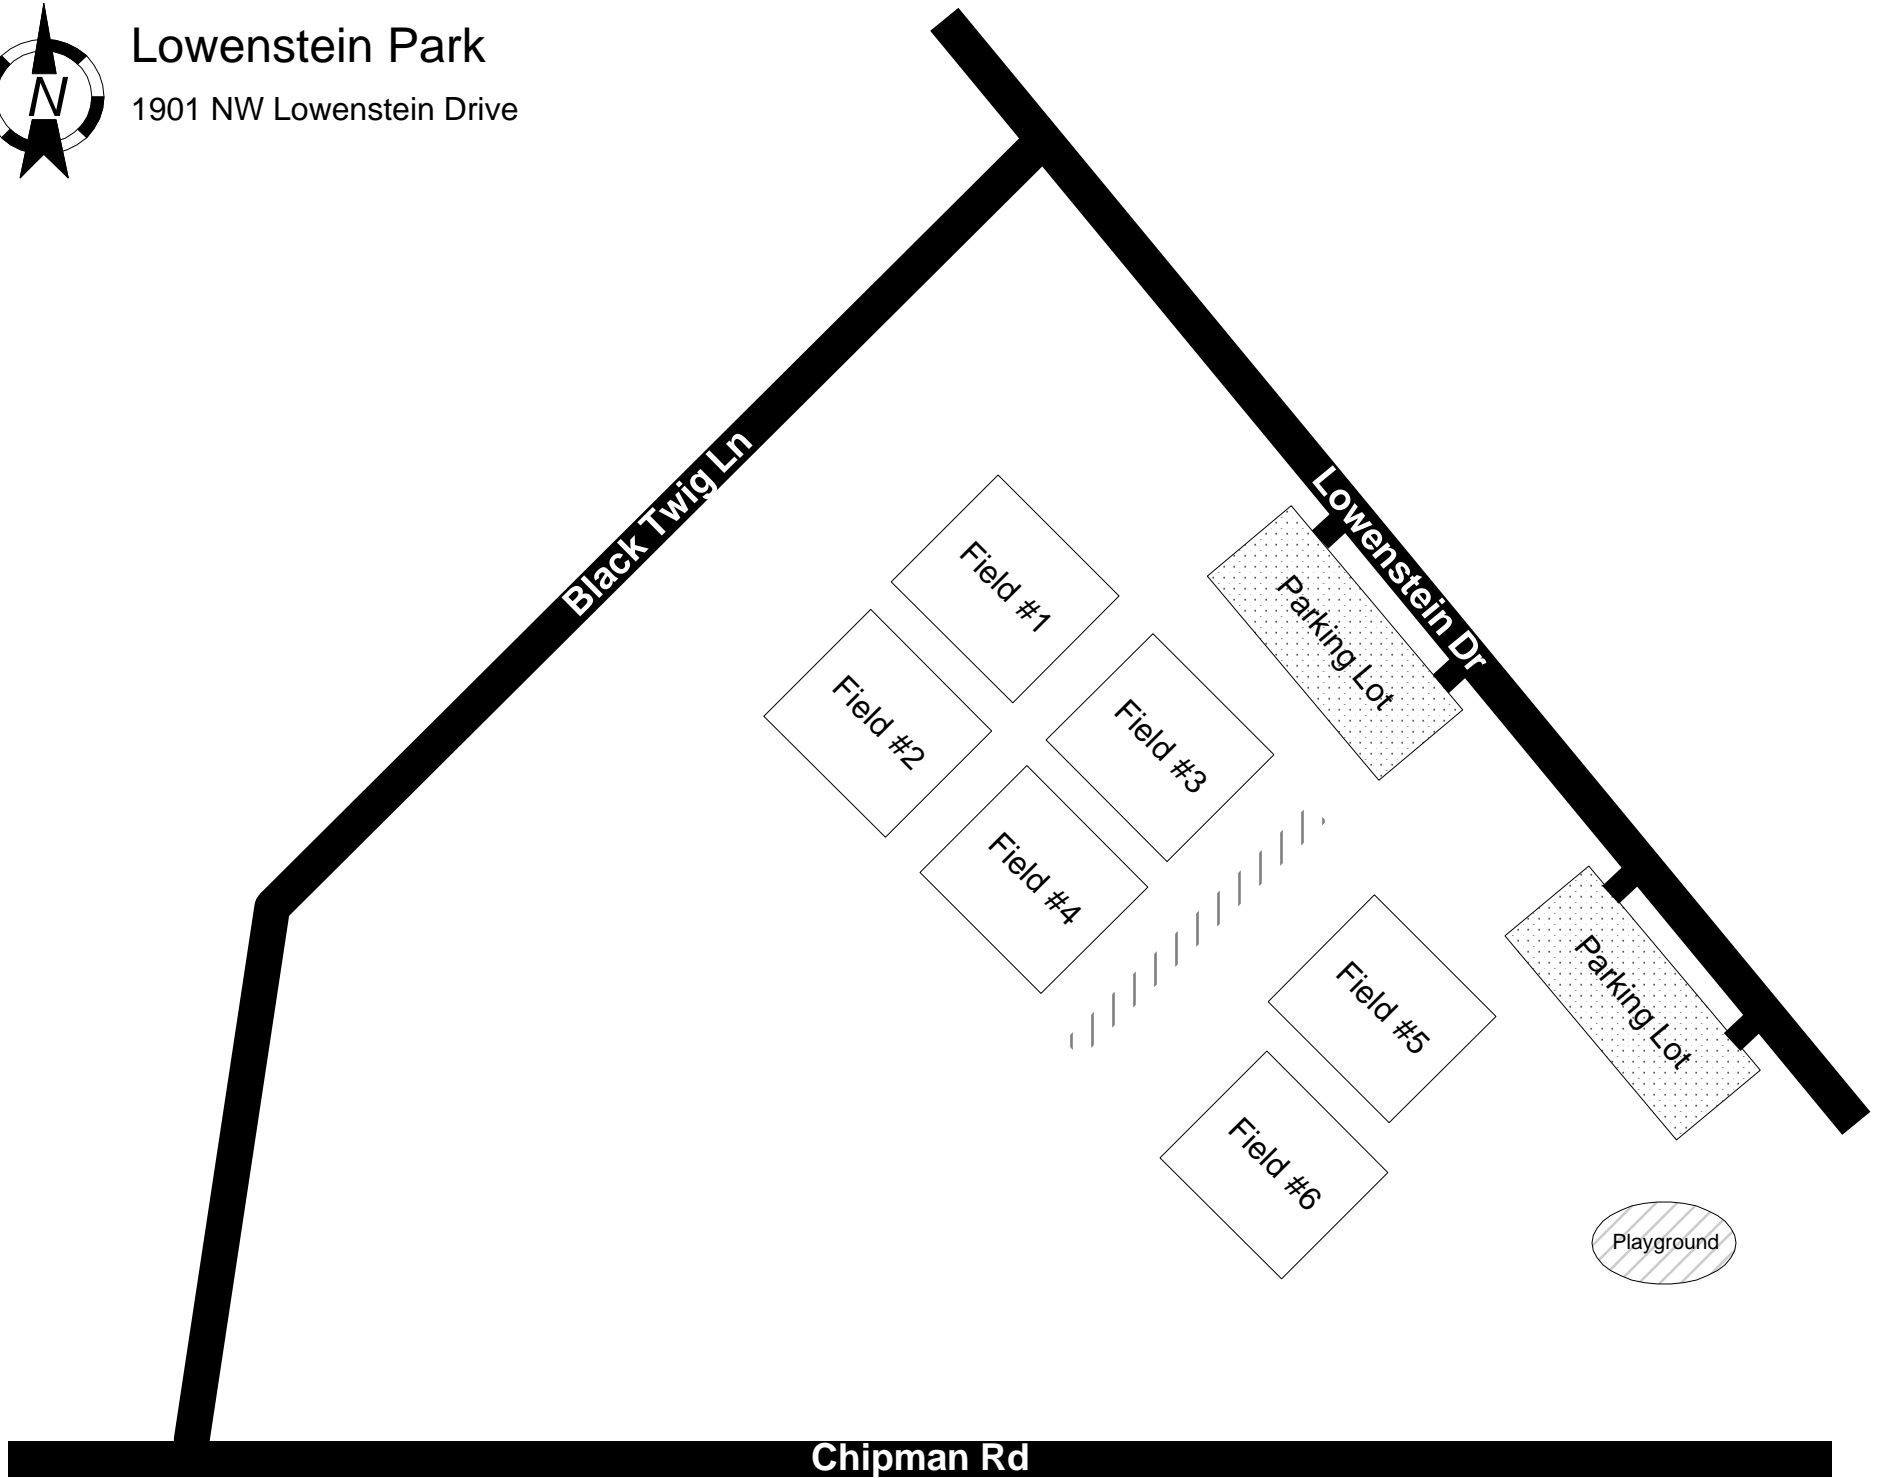 N
Lowenstein Park
1901 NW Lowenstein Drive
Black Twig Ln
Lowenstein Dr
Field #1
Parking Lot
Field #2
Field #3
Field #4
Field #5
Parking Lot
Field #6
Playground
Chipman Rd